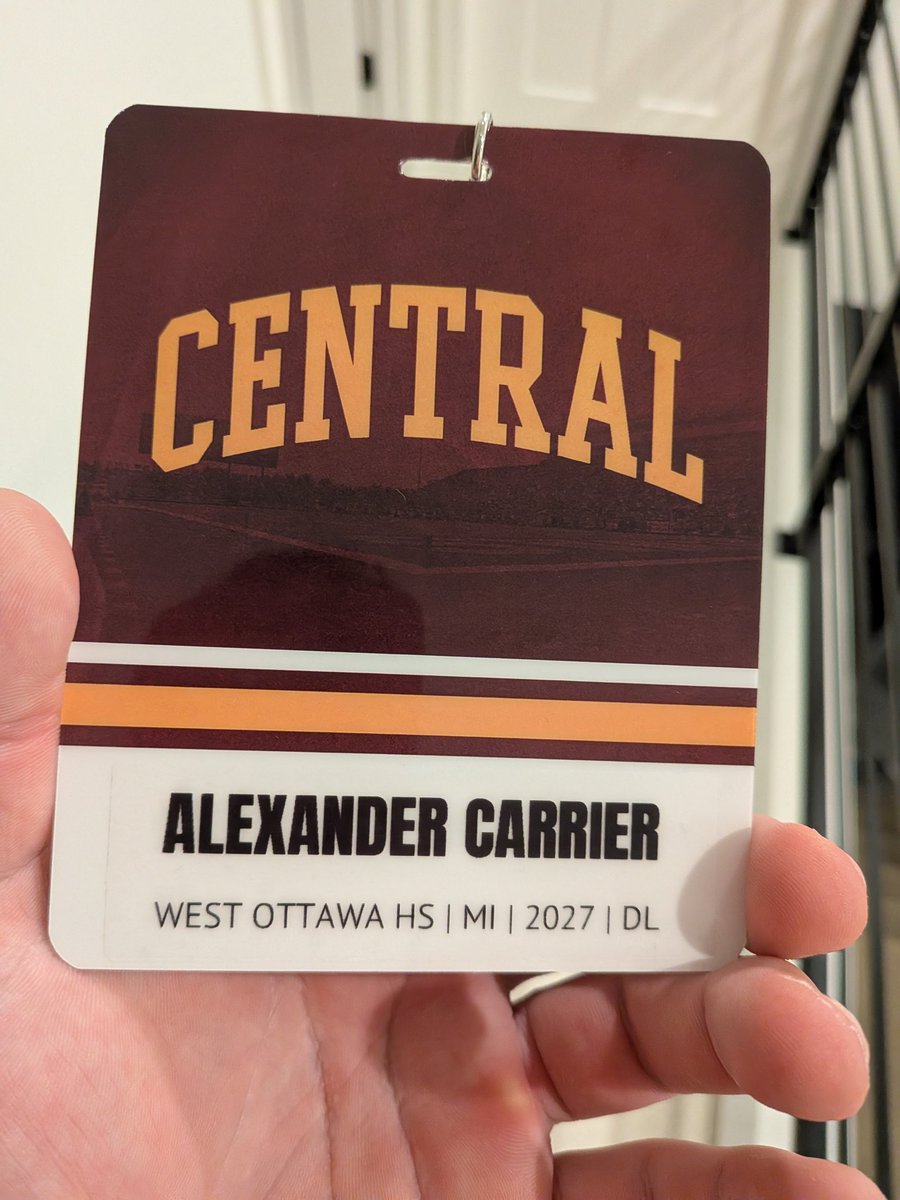 CENTRAL
ALEXANDER CARRIER
WEST OTTAWA HS | MI | 2027 | DL